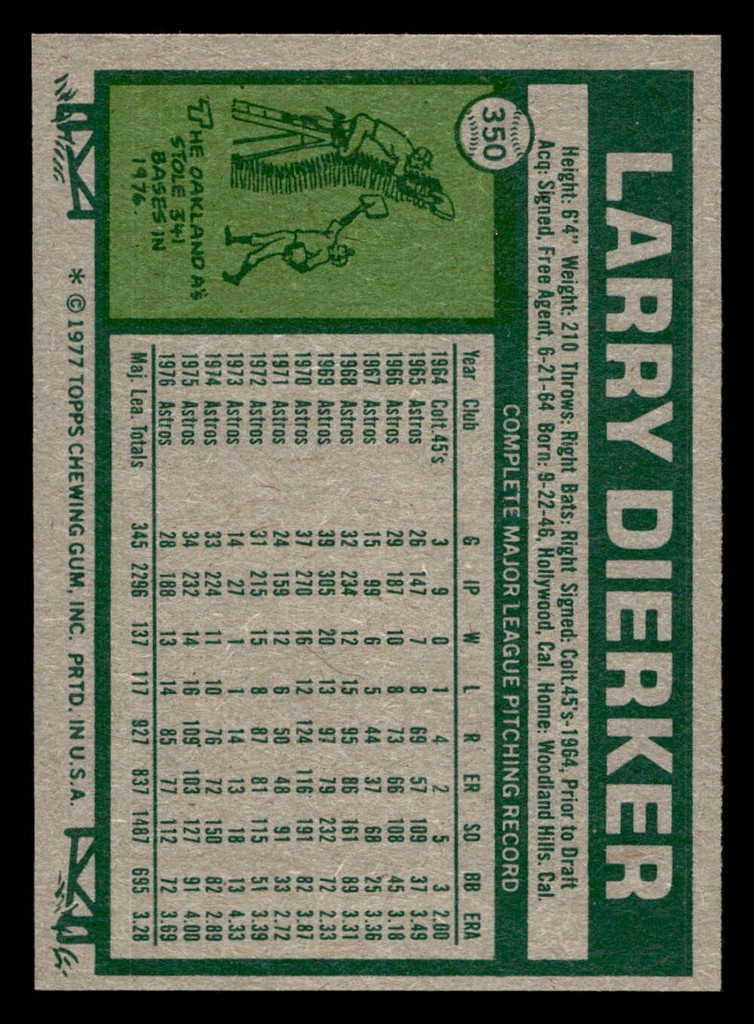 350
LARRY DIERKER
Height: 6'4" Weight: 210 Throws: Right Bats: Right Signed: Colt.45's-1964, Prior to Draft
Acq: Signed, Free Agent, 6-21-64 Born: 9-22-46, Hollywood, Cal. Home: Woodland Hills. Cal.
THE OAKLAND A's
STOLE 341
BASES IN
1976.
COMPLETE MAJOR LEAGUE PITCHING RECORD
Year Club G IP W L R ER SO BB ERA
1964 Colt.45's 3 9 0 1 4 2 5 3 2.00
1965 Astros 26 147 7 8 69 57 109 37 3.49
1966 Astros 29 187 10 8 73 66 108 45 3.18
1967 Astros 15 99 6 5 44 37 68 25 3.36
1968 Astros 32 234 12 15 95 86 161 89 3.31
1969 Astros 39 305 20 13 97 79 232 72 2.33
1970 Astros 37 270 16 12 124 116 191 82 3.87
1971 Astros 24 159 12 6 50 48 91 33 2.72
1972 Astros 31 215 15 8 87 81 115 51 3.39
1973 Astros 14 27 1 1 14 13 18 13 4.33
1974 Astros 33 224 11 10 76 72 150 82 2.89
1975 Astros 34 232 14 16 109 103 127 91 4.00
1976 Astros 28 188 13 14 85 77 112 72 3.69
Maj. Lea. Totals 345 2296 137 117 927 837 1487 695 3.28
* © 1977 TOPPS CHEWING GUM, INC. PRTD. IN U.S.A.